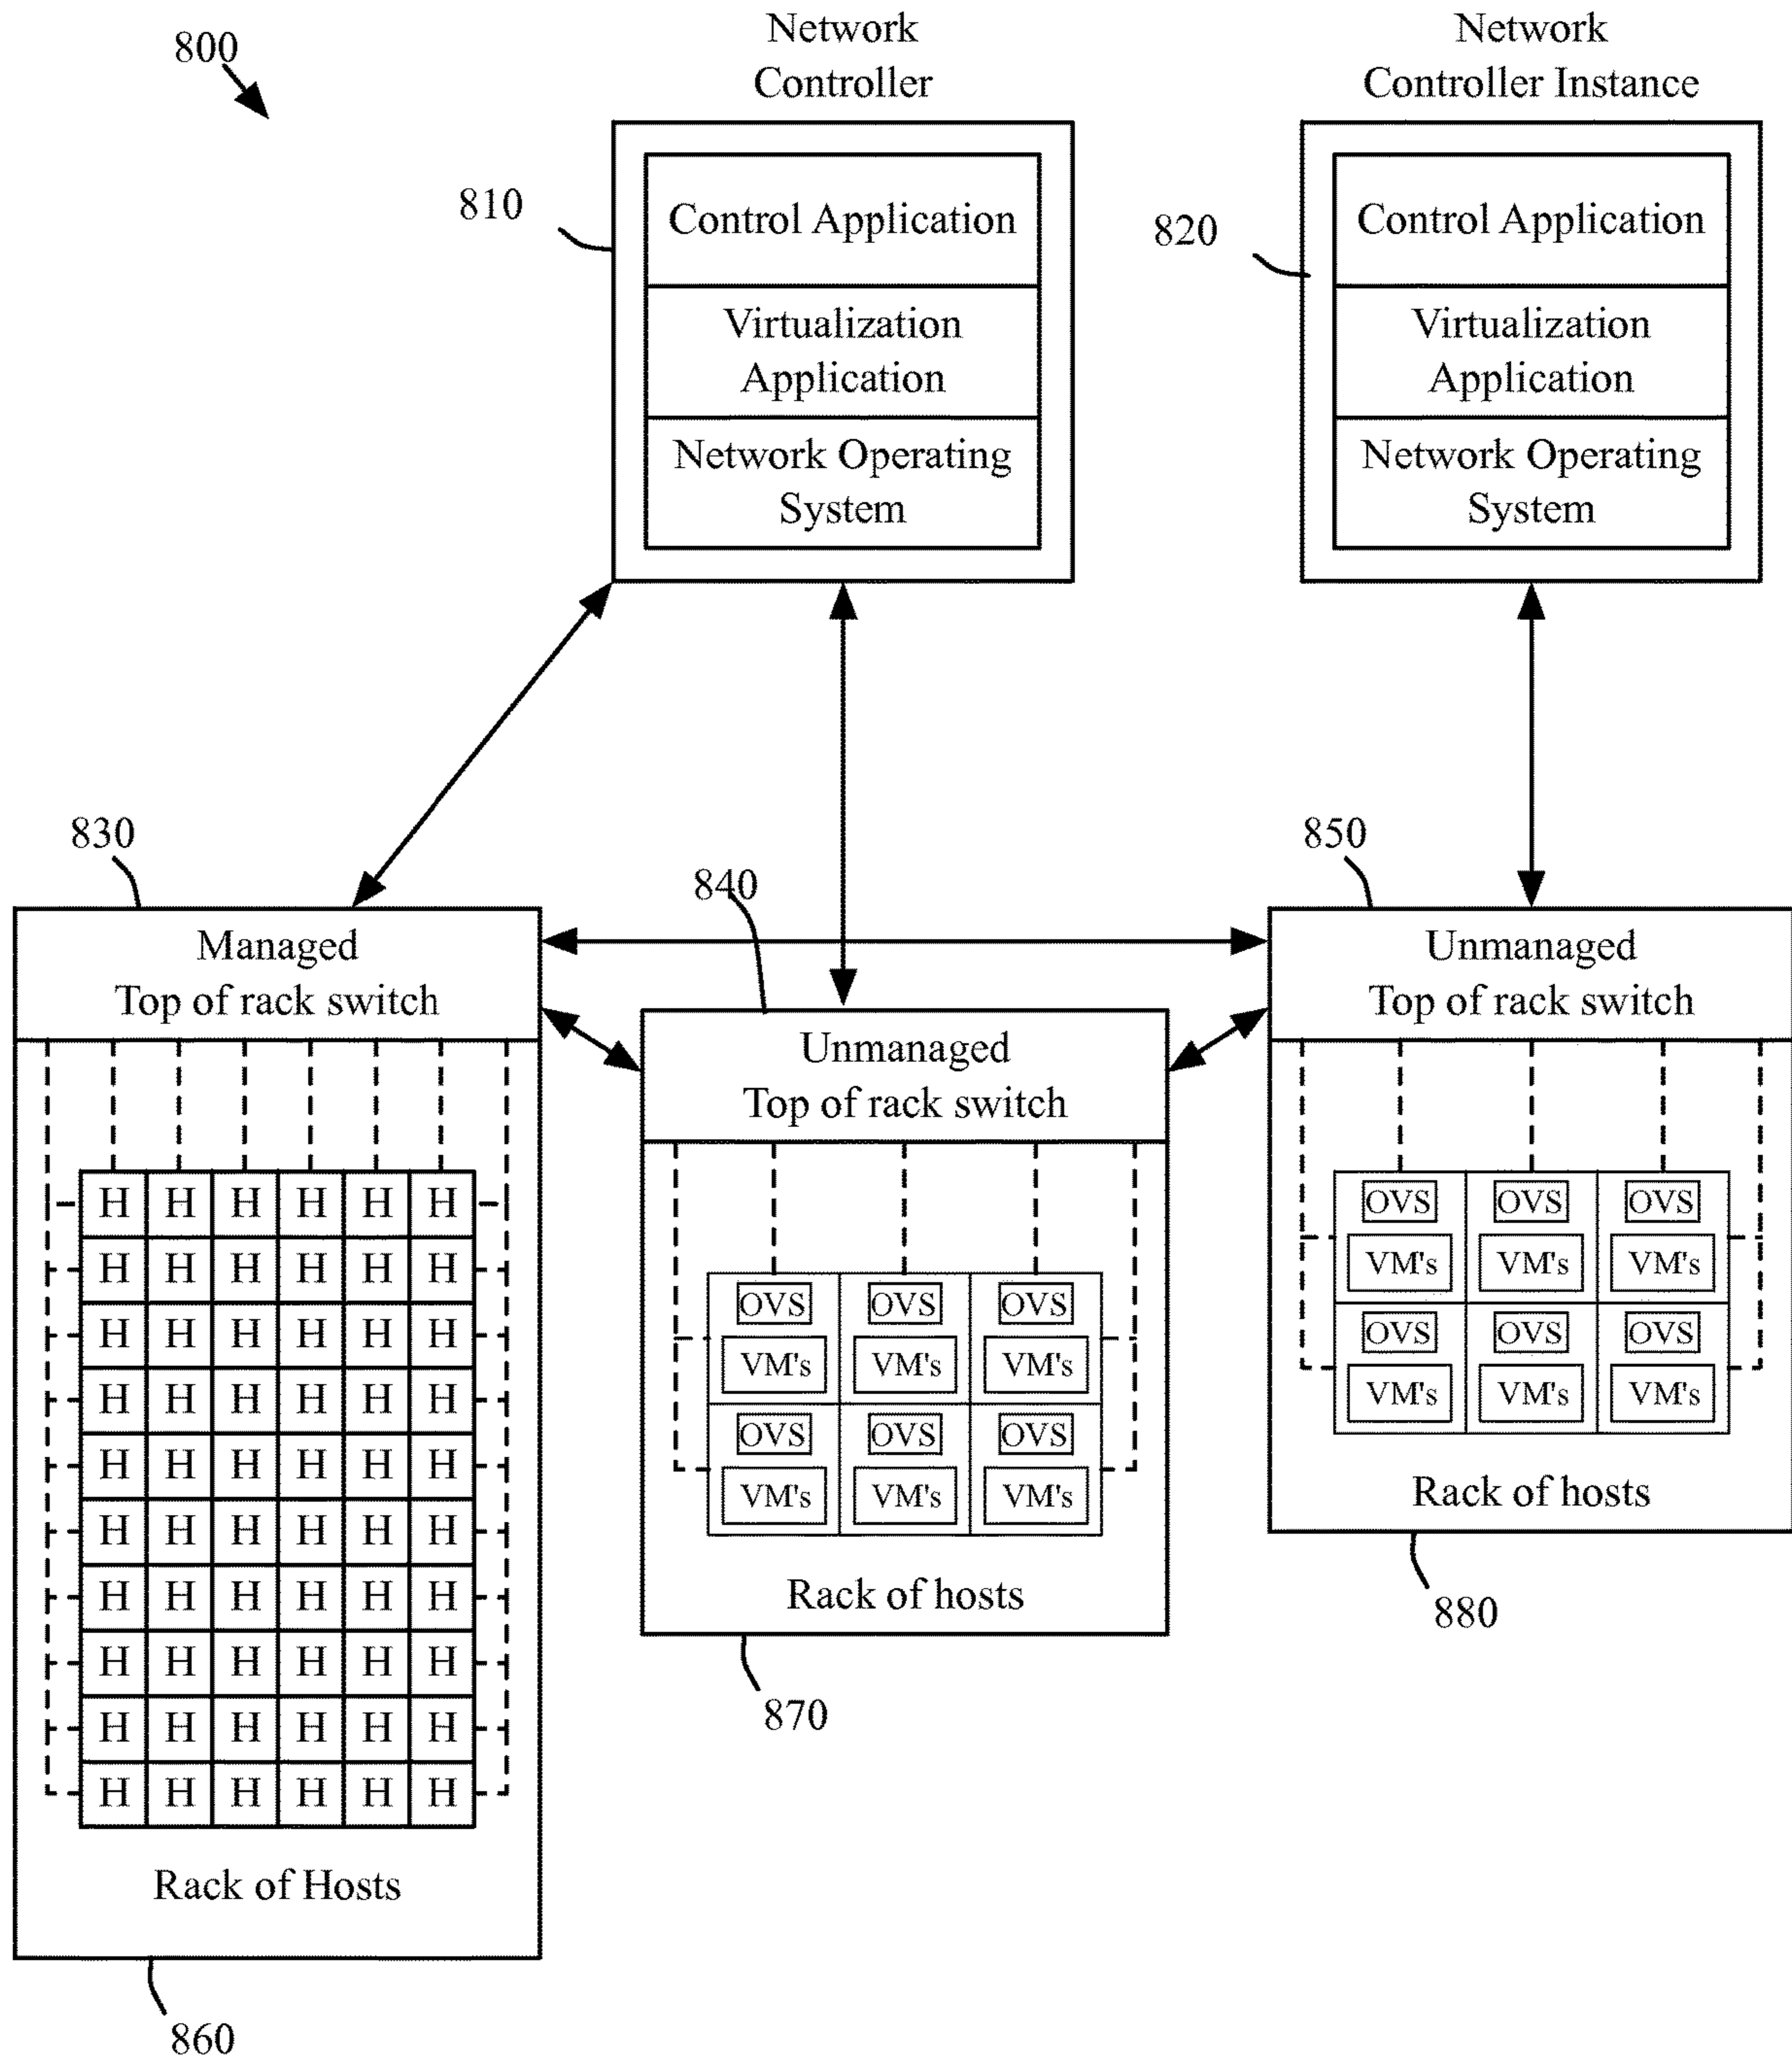 800
Network
Controller
Network
Controller Instance
810
Control Application
Virtualization
Application
Network Operating
System
820
Control Application
Virtualization
Application
Network Operating
System
830
840
850
Managed
Top of rack switch
Unmanaged
Top of rack switch
Unmanaged
Top of rack switch
H H H H H H
H H H H H H
H H H H H H
H H H H H H
H H H H H H
H H H H H H
H H H H H H
H H H H H H
H H H H H H
H H H H H H
Rack of Hosts
860
OVS OVS OVS
VM's VM's VM's
OVS OVS OVS
VM's VM's VM's
Rack of hosts
870
OVS OVS OVS
VM's VM's VM's
OVS OVS OVS
VM's VM's VM's
Rack of hosts
880